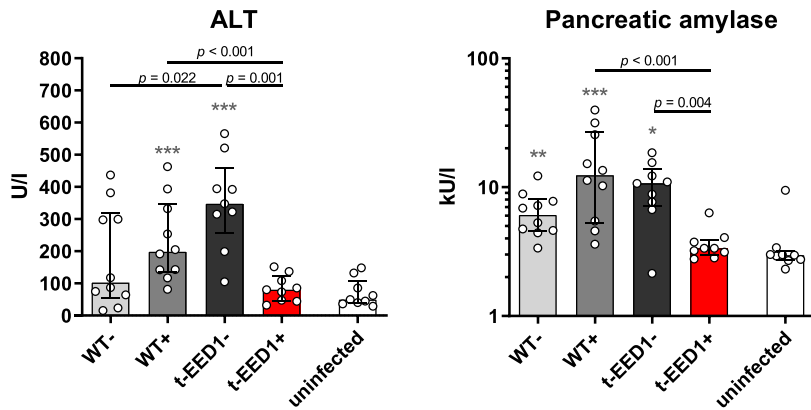 ALT
U/l
800
700
600
500
400
300
200
100
0
p < 0.001
p = 0.022
p = 0.001
***
***
WT-
WT+
t-EED1-
t-EED1+
uninfected
Pancreatic amylase
kU/l
100
10
1
p < 0.001
p = 0.004
**
***
*
WT-
WT+
t-EED1-
t-EED1+
uninfected